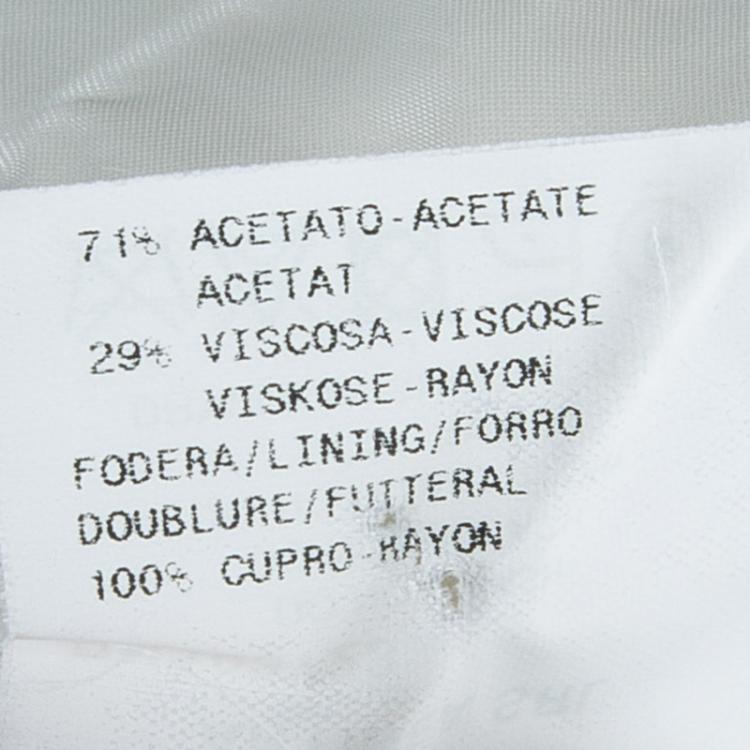 71% ACETATO-ACETATE
ACETAT
29% VISCOSA-VISCOSE
VISKOSE-RAYON
FODERA/LINING/FORRO
DOUBLURE/FUTTERAL
100% CUPRO-RAYON